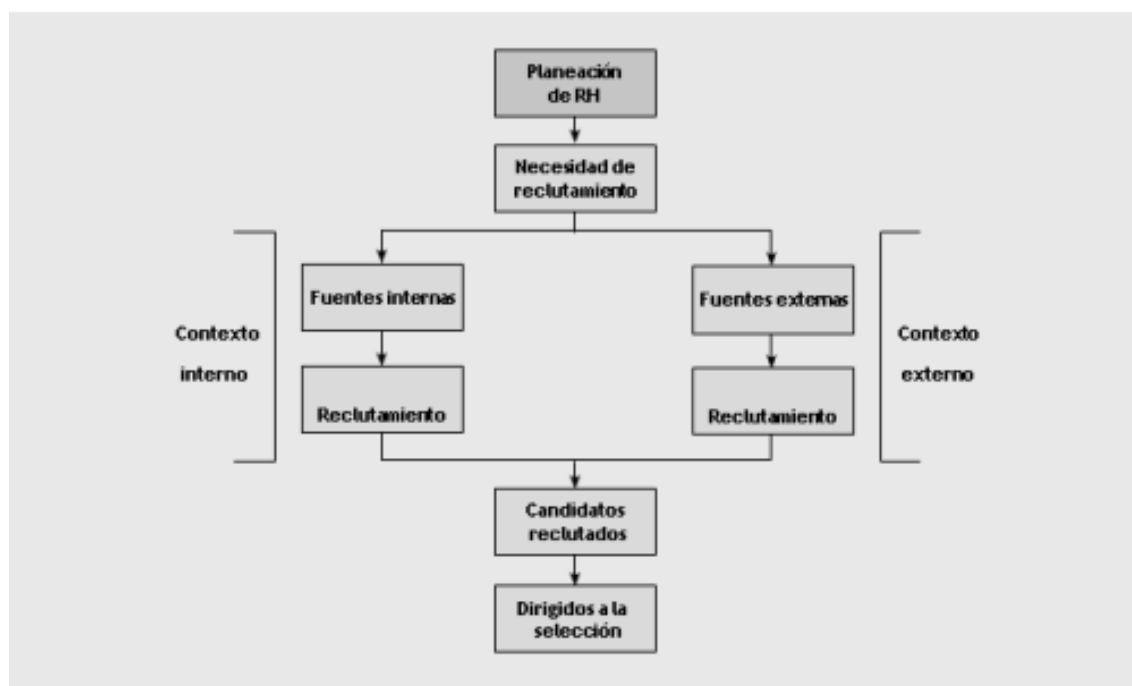 Planeación
de RH
Necesidad de
reclutamiento
Contexto
interno
Fuentes internas
Reclutamiento
Fuentes externas
Reclutamiento
Contexto
externo
Candidatos
reclutados
Dirigidos a la
selección